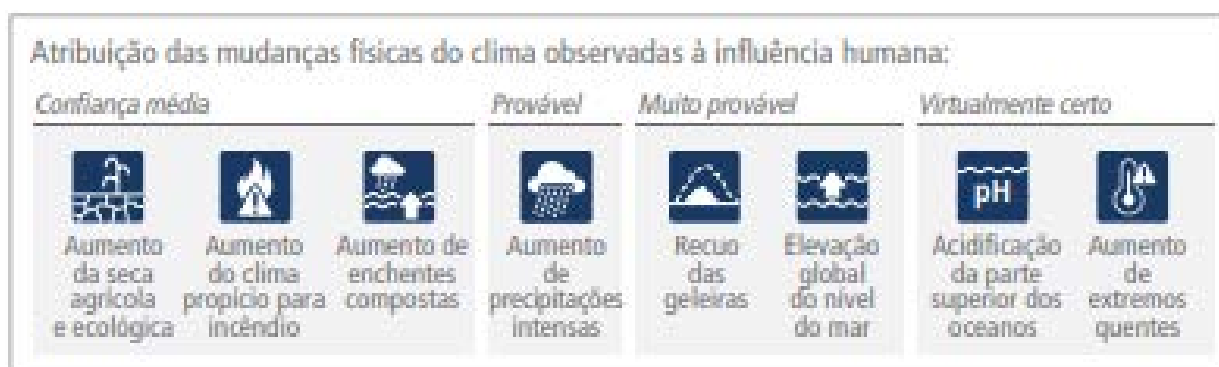 Atribuição das mudanças físicas do clima observadas à influência humana:
Confiança média
Provável
Muito provável
Virtualmente certo
Aumento
da seca
agrícola
e ecológica
Aumento
do clima
propício para
incêndio
Aumento de
enchentes
compostas
Aumento
de
precipitações
intensas
Recuo
das
geleiras
Elevação
global
do nível
do mar
pH
Acidificação
da parte
superior dos
oceanos
Aumento
de
extremos
quentes